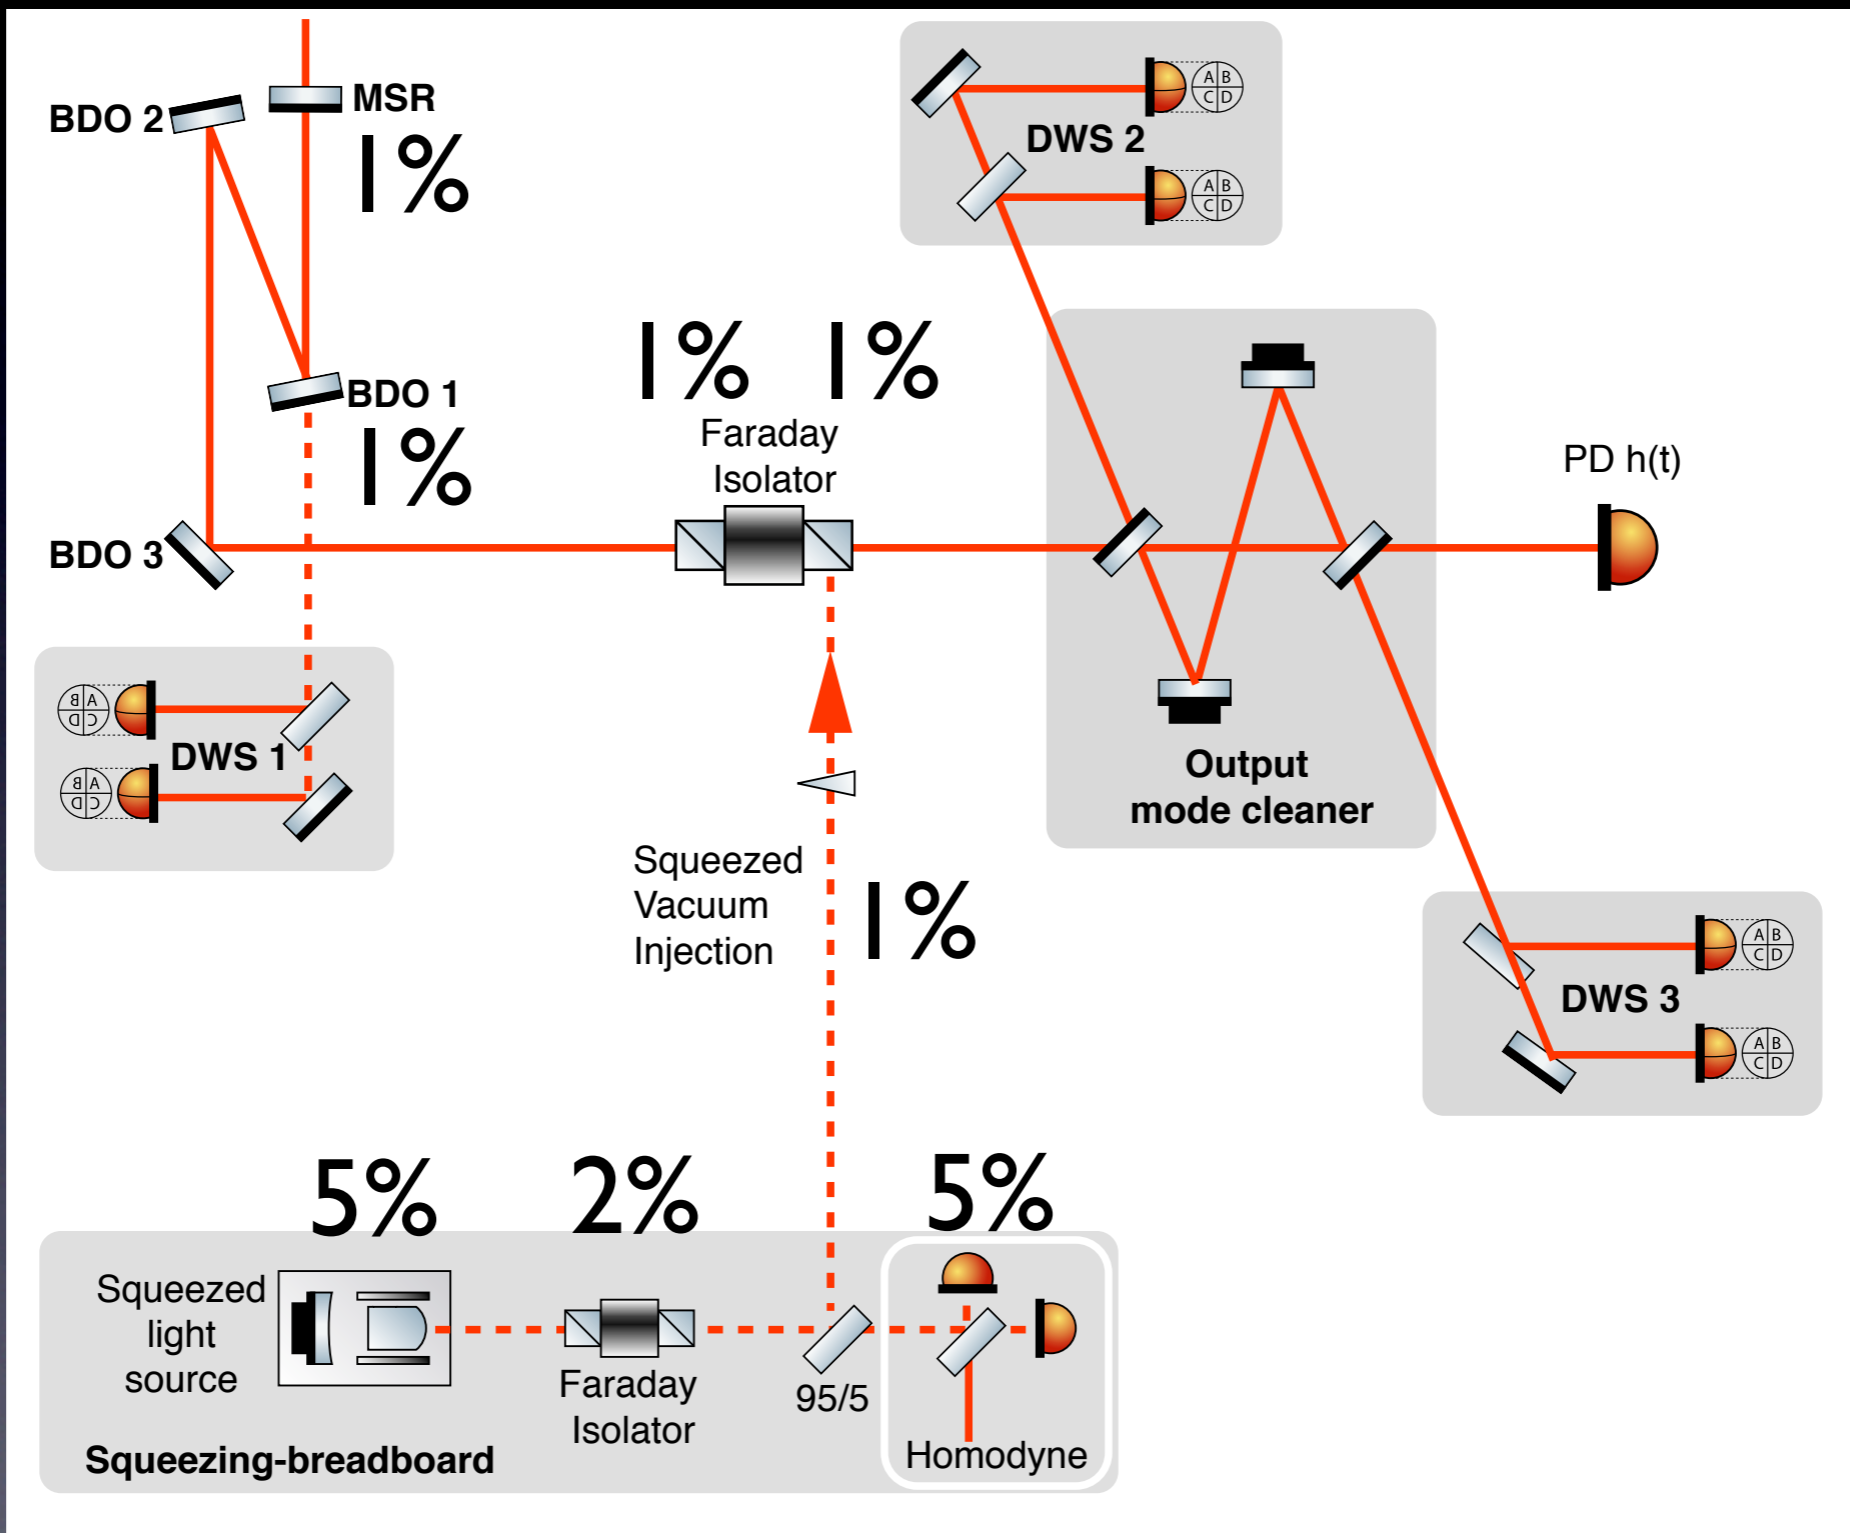 BDO 2
MSR
1%
DWS 2
A B
C D
A B
C D
BDO 1
1%
1% 1%
Faraday
Isolator
PD h(t)
BDO 3
DWS 1
A B
C D
A B
C D
Output
mode cleaner
Squeezed
Vacuum
Injection
1%
DWS 3
A B
C D
A B
C D
5%
2%
5%
Squeezed
light
source
Faraday
Isolator
95/5
Homodyne
Squeezing-breadboard